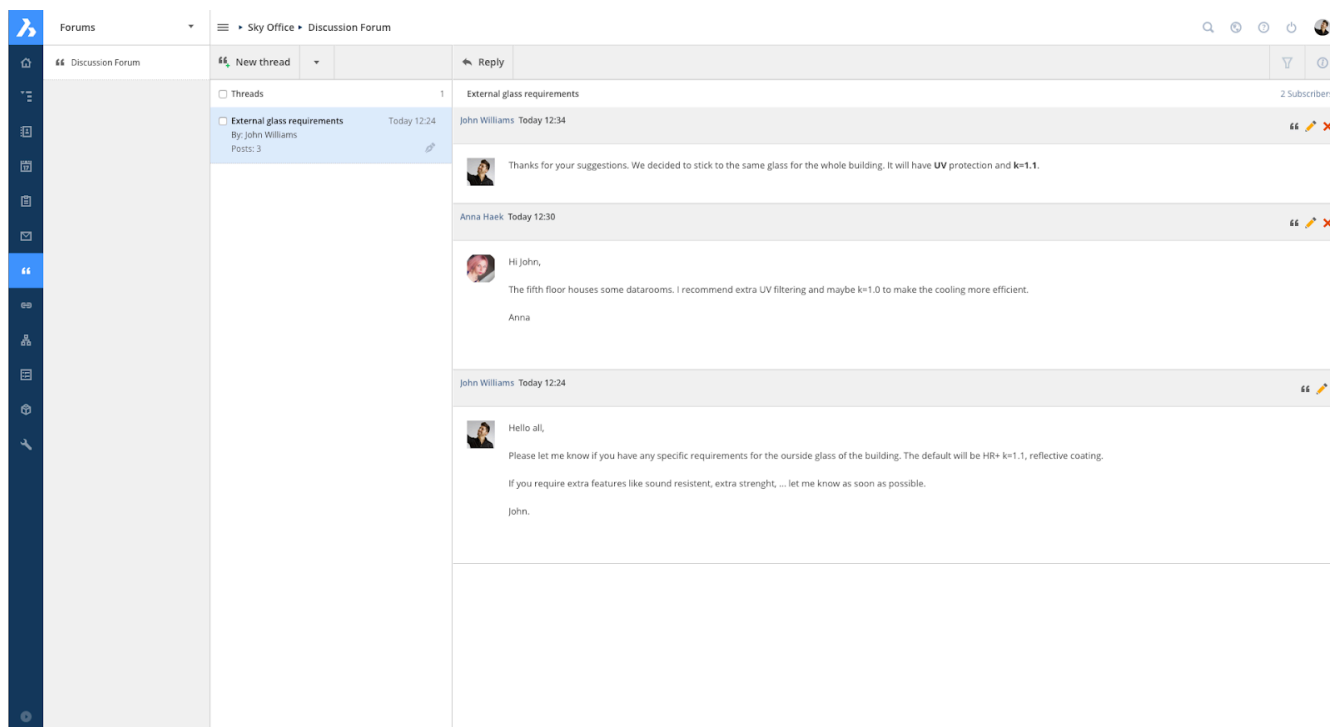 Forums
Sky Office
Discussion Forum
Discussion Forum
New thread
Reply
Threads
1
External glass requirements
2 Subscribers
External glass requirements
Today 12:24
By: John Williams
Posts: 3
John Williams Today 12:34
Thanks for your suggestions. We decided to stick to the same glass for the whole building. It will have UV protection and k=1.1.
Anna Haek Today 12:30
Hi John,
The fifth floor houses some datarooms. I recommend extra UV filtering and maybe k=1.0 to make the cooling more efficient.
Anna
John Williams Today 12:24
Hello all,
Please let me know if you have any specific requirements for the ourside glass of the building. The default will be HR+ k=1.1, reflective coating.
If you require extra features like sound resistent, extra strenght, ... let me know as soon as possible.
John.